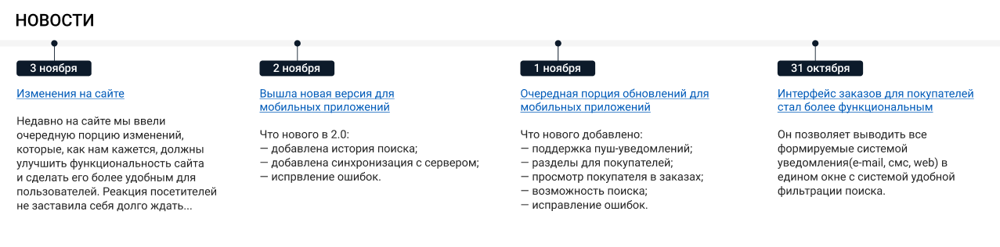 НОВОСТИ
3 ноября
Изменения на сайте
Недавно на сайте мы ввели
очередную порцию изменений,
которые, как нам кажется, должны
улучшить функциональность сайта
и сделать его более удобным для
пользователей. Реакция посетителей
не заставила себя долго ждать...
2 ноября
Вышла новая версия для
мобильных приложений
Что нового в 2.0:
— добавлена история поиска;
— добавлена синхронизация с сервером;
— испрвление ошибок.
1 ноября
Очередная порция обновлений для
мобильных приложений
Что нового добавлено:
— поддержка пуш-уведомлений;
— разделы для покупателей;
— просмотр покупателя в заказах;
— возможность поиска;
— исправление ошибок.
31 октября
Интерфейс заказов для покупателей
стал более функциональным
Он позволяет выводить все
формируемые системой
уведомления(e-mail, смс, web) в
едином окне с системой удобной
фильтрации поиска.